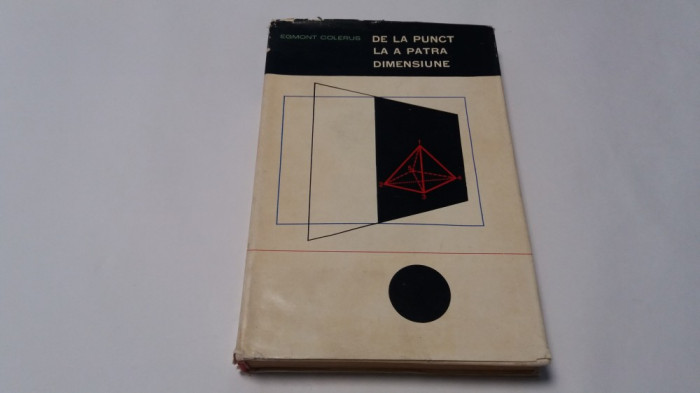 EGMONT COLERUS
DE LA PUNCT
LA A PATRA
DIMENSIUNE